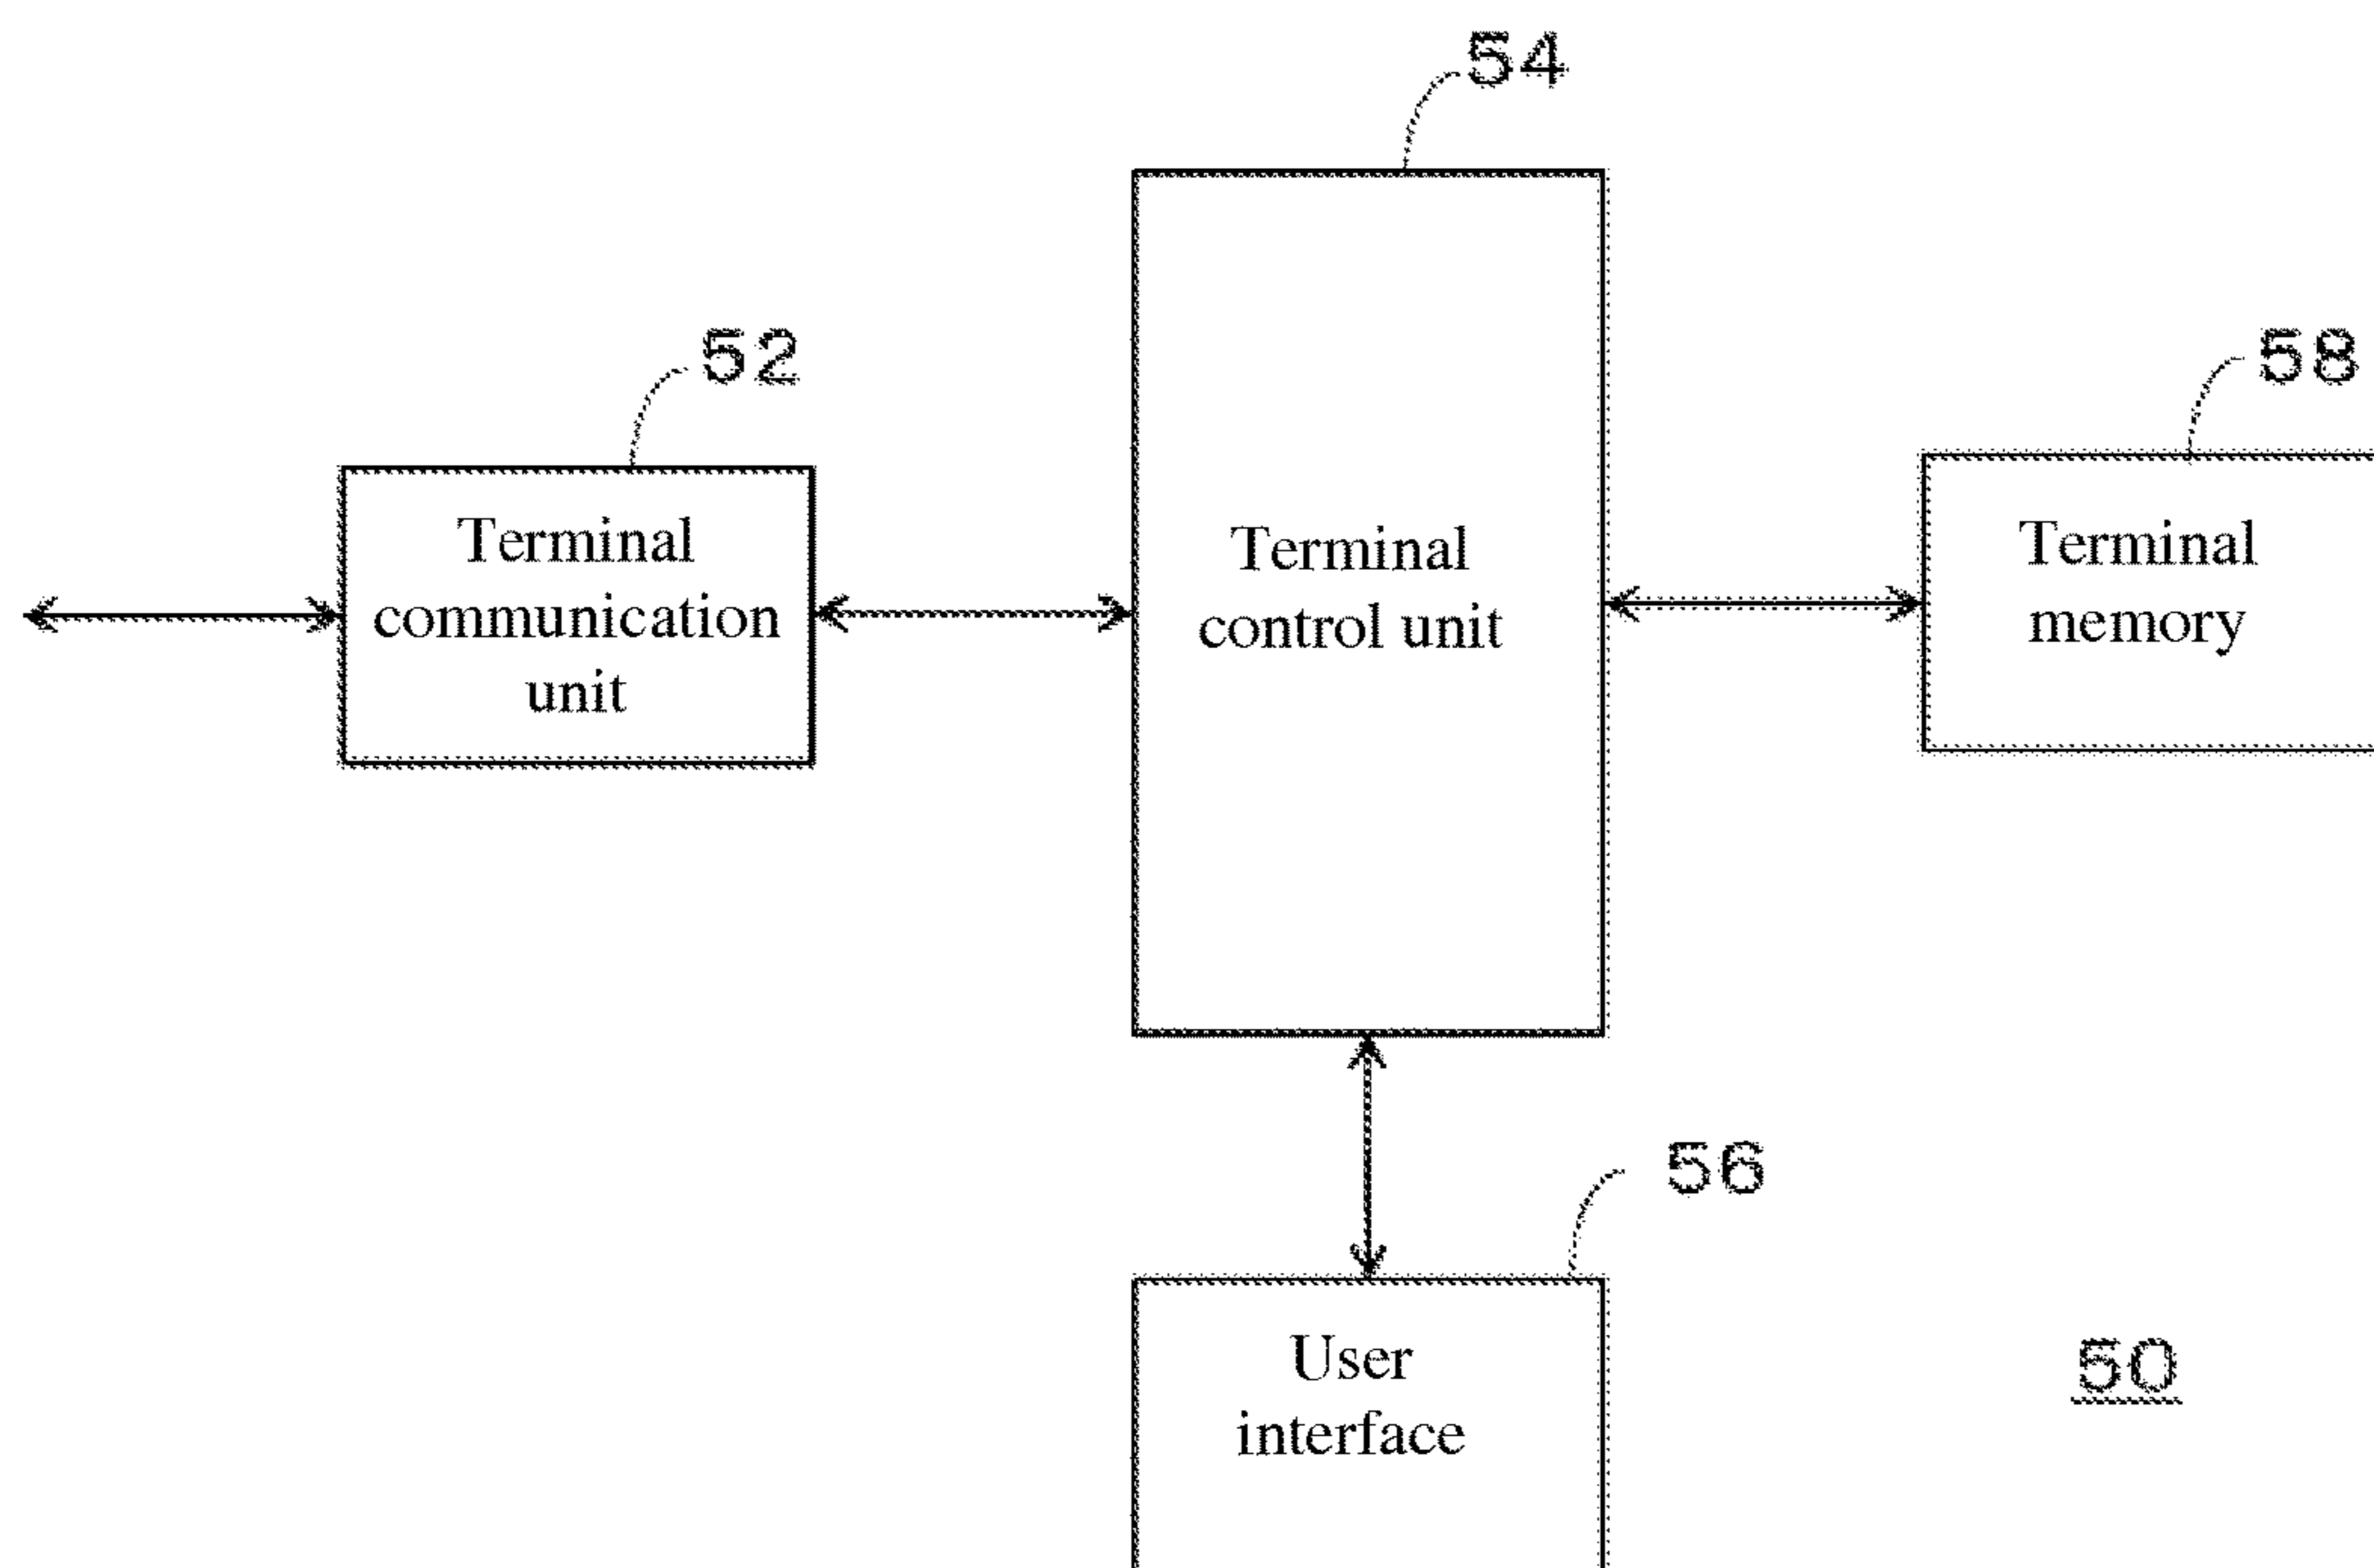 54
52
58
Terminal
communication
unit
Terminal
control unit
Terminal
memory
56
User
interface
50